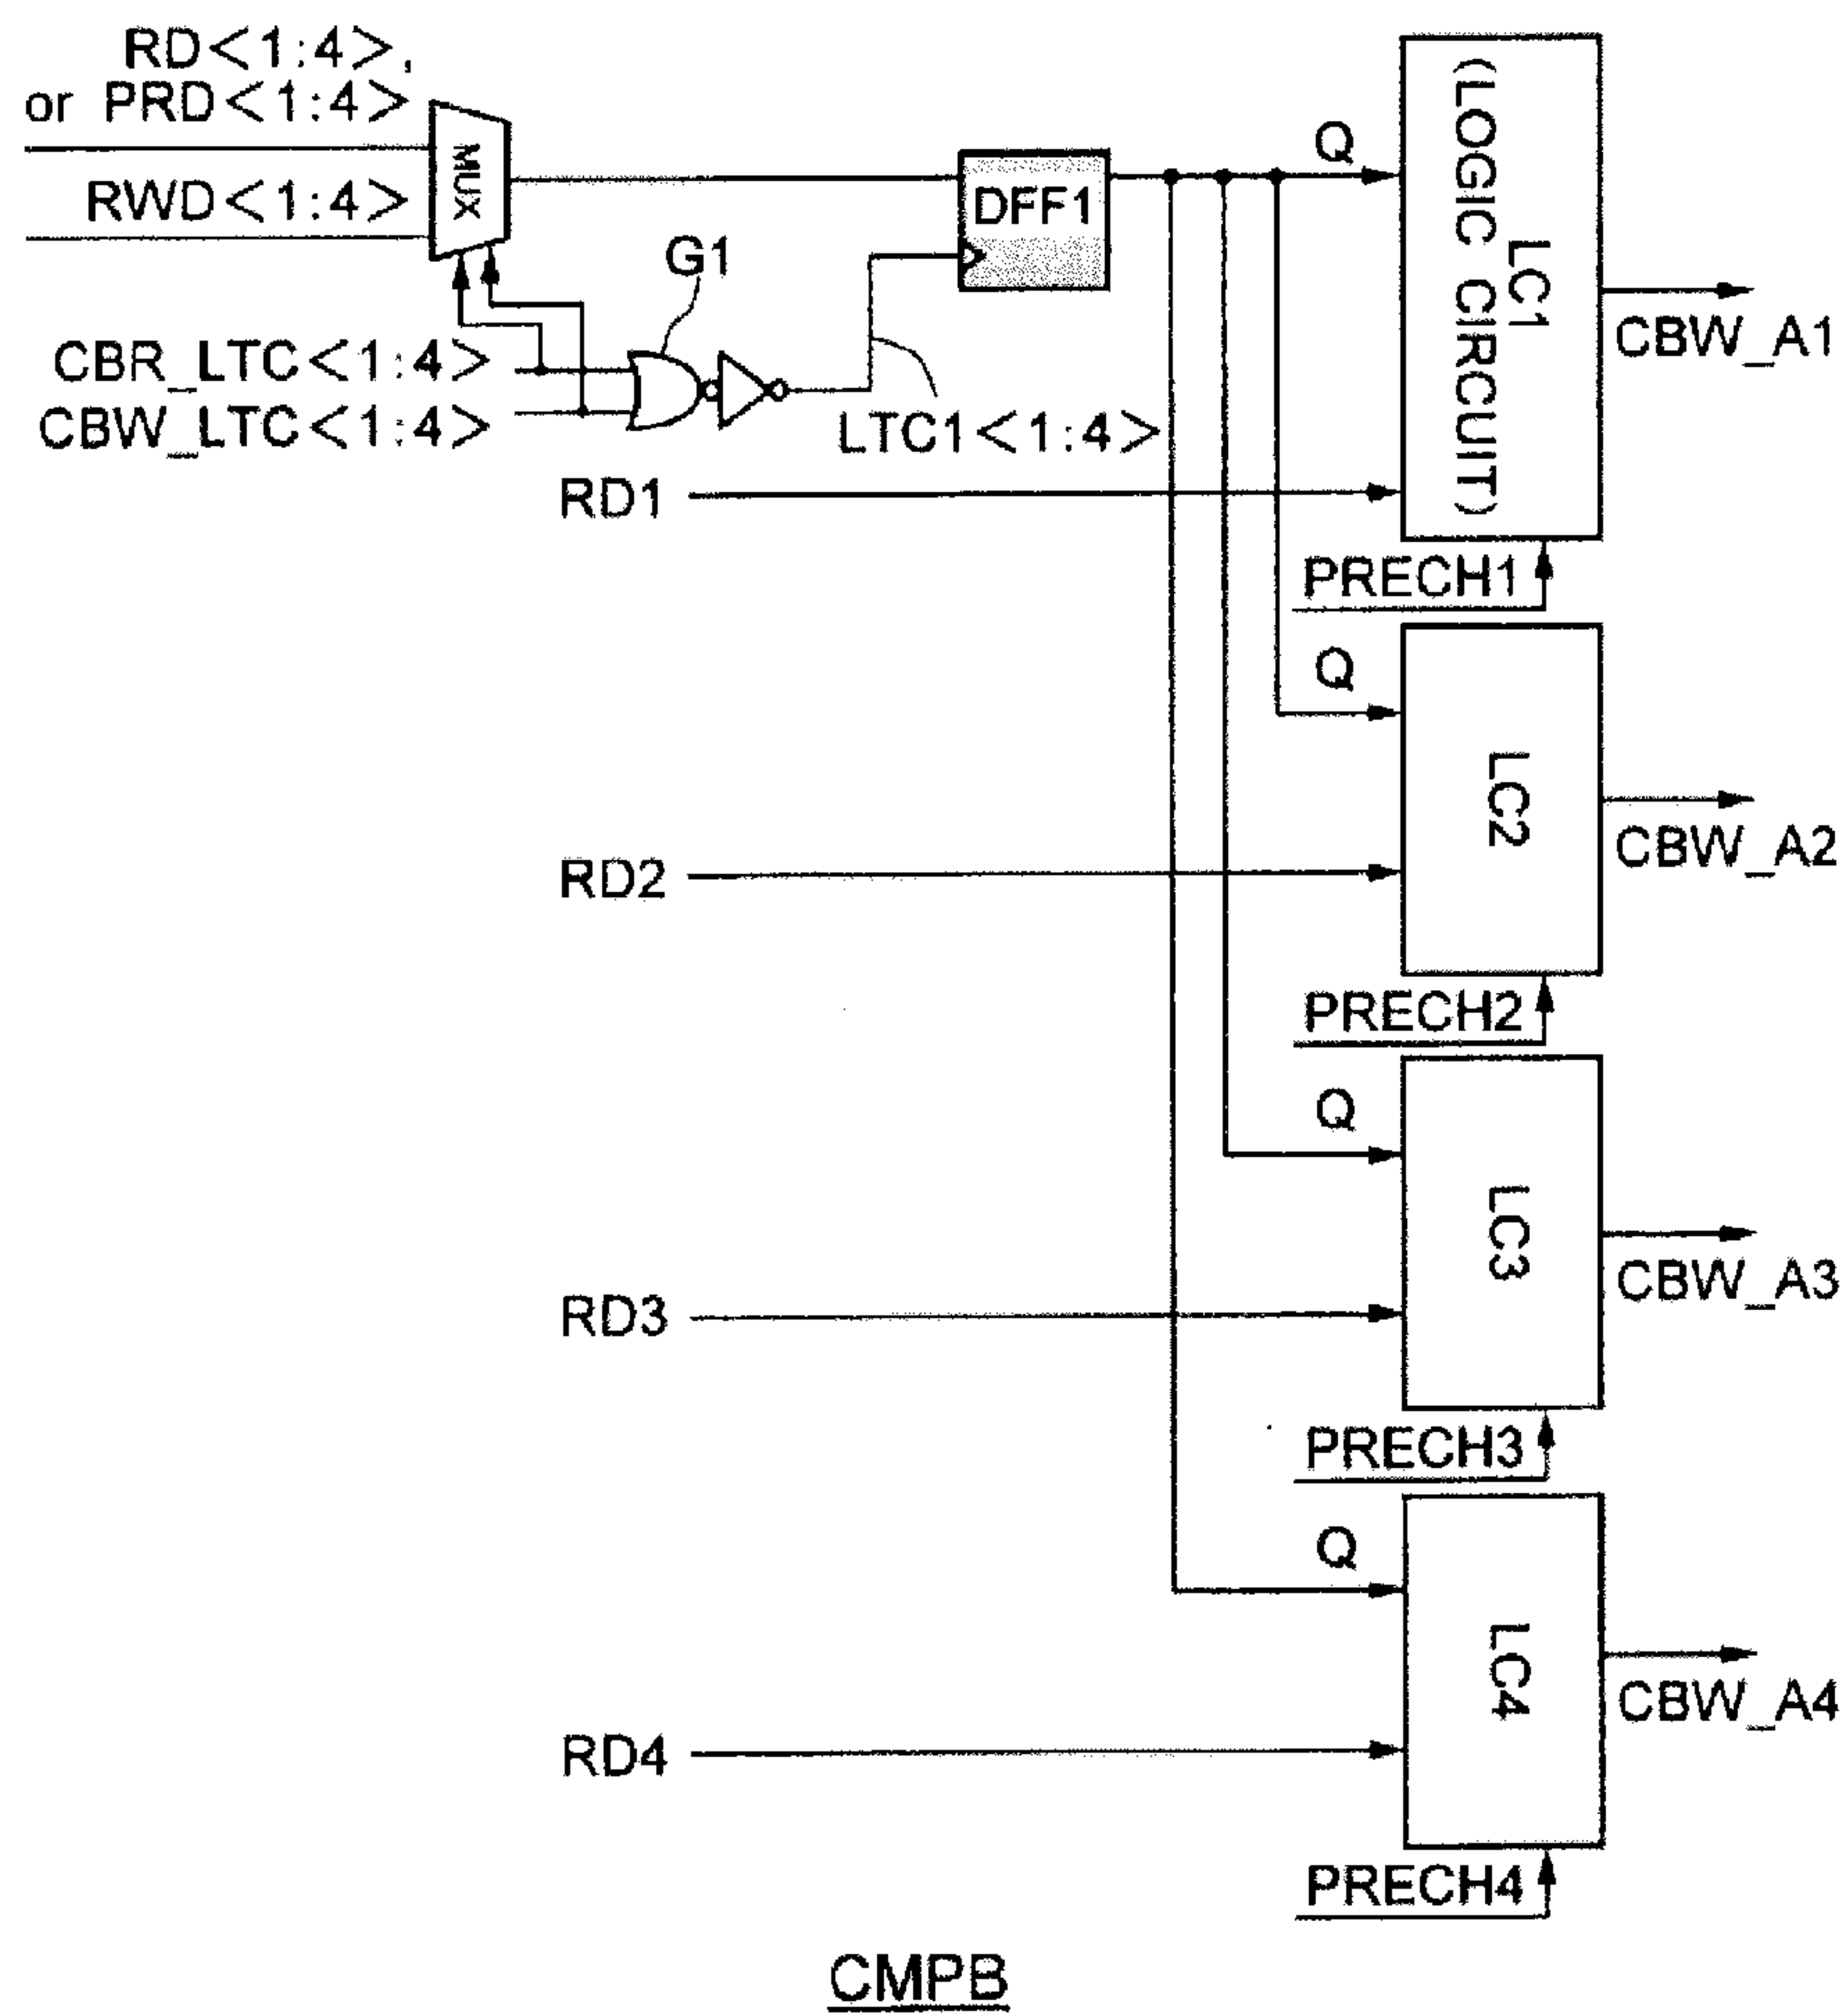 RD<1:4>,
or PRD<1:4>
RWD<1:4>
MUX
CBR_LTC<1:4>
CBW_LTC<1:4>
G1
LTC1<1:4>
DFF1
Q
RD1
LC1
(LOGIC CIRCUIT)
PRECH1
CBW_A1
Q
RD2
LC2
PRECH2
CBW_A2
Q
RD3
LC3
PRECH3
CBW_A3
Q
RD4
LC4
PRECH4
CBW_A4
CMPB